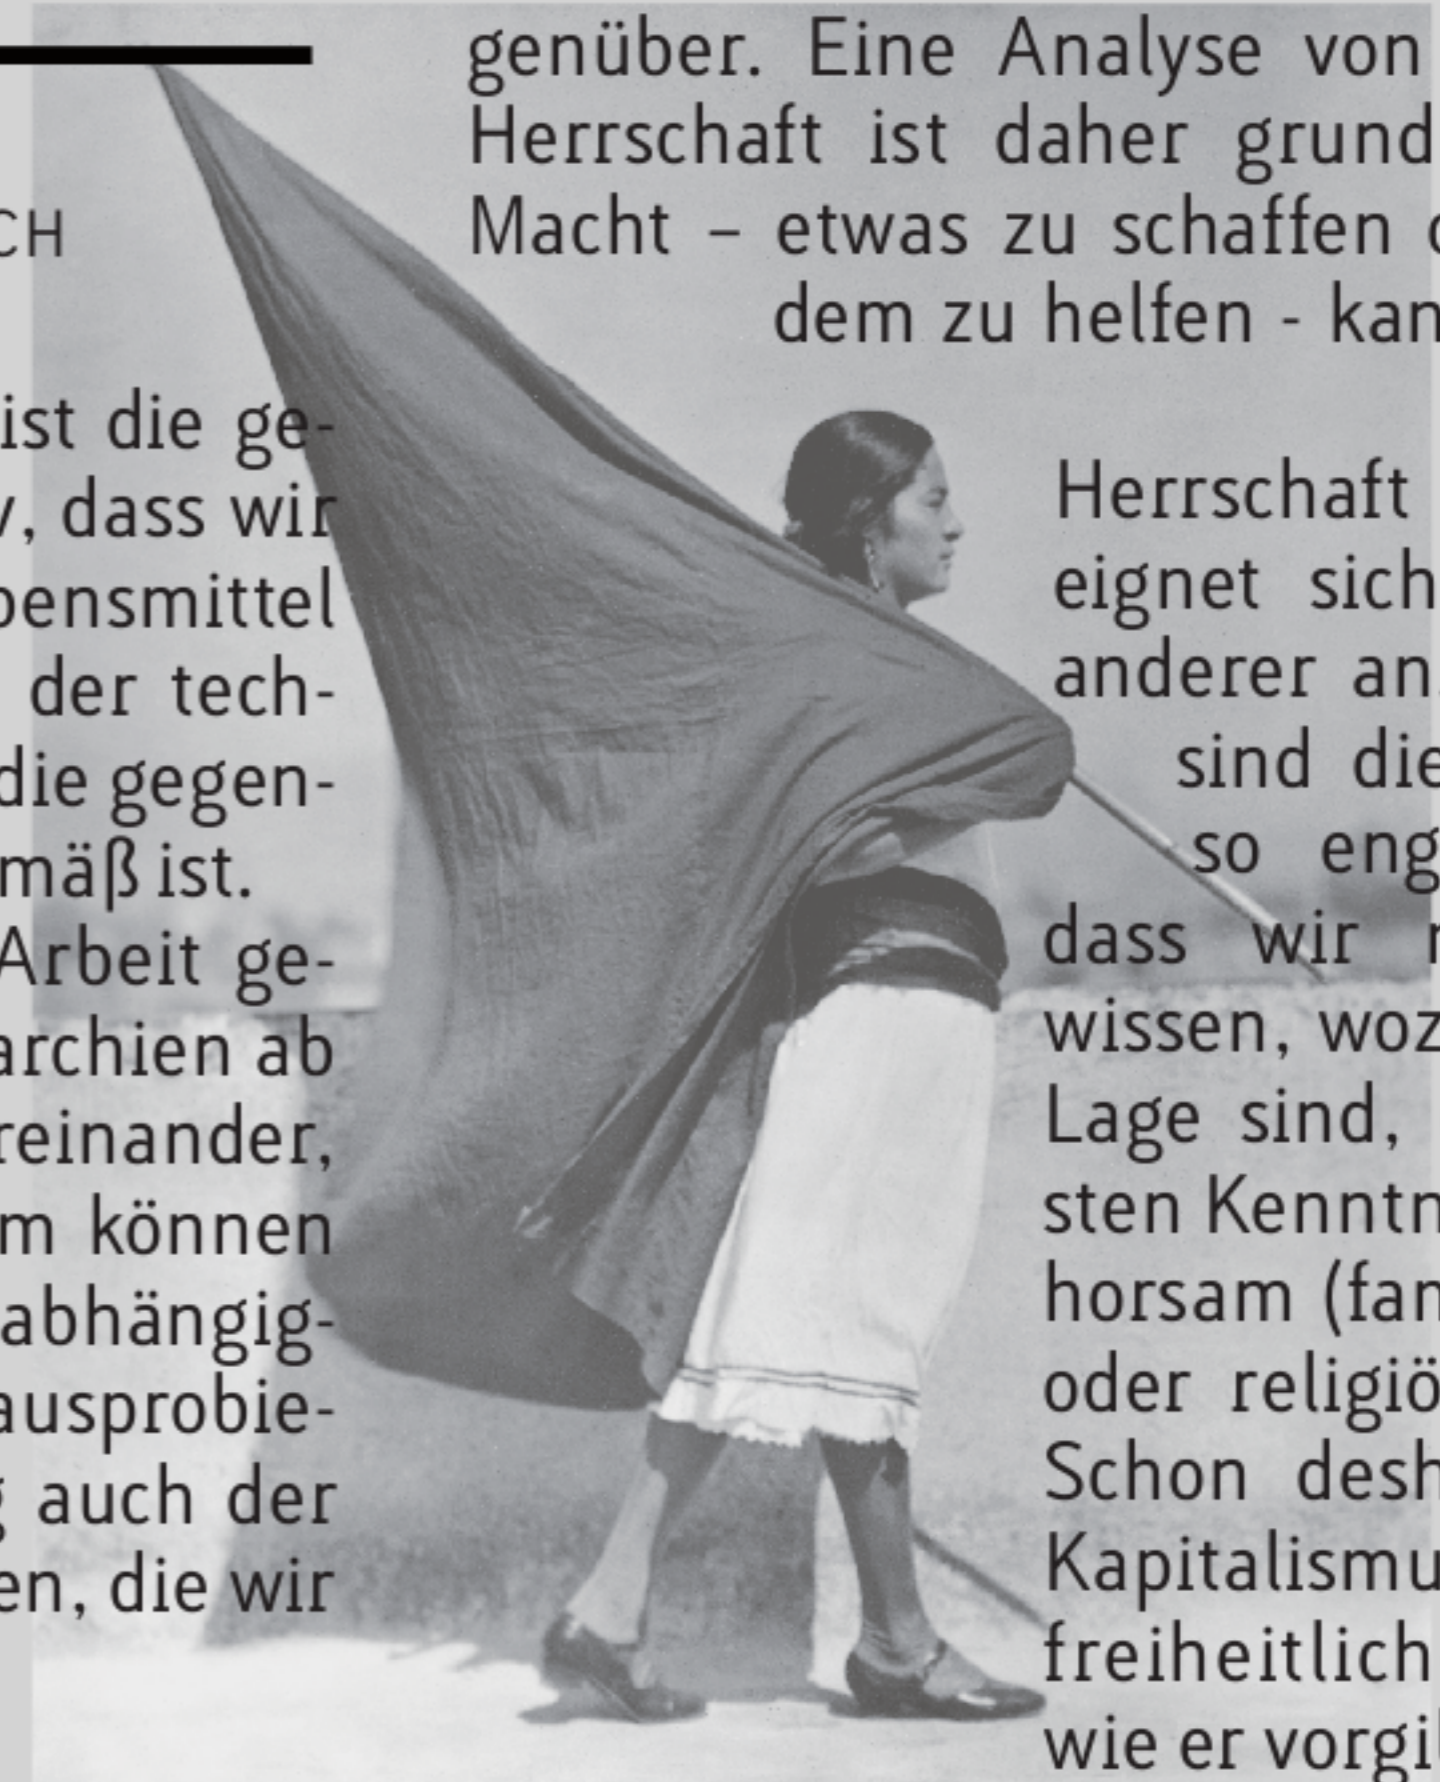 CH
ist die ge-
, dass wir
bensmittel
der tech-
die gegen-
mäß ist.
Arbeit ge-
archien ab
reinander,
m können
abhängig-
ausprobie-
g auch der
en, die wir
genüber. Eine Analyse von
Herrschaft ist daher grund
Macht – etwas zu schaffen
dem zu helfen - kan
Herrschaft
eignet sich
anderer an
sind die
so eng
dass wir
wissen, woz
Lage sind,
sten Kenntn
horsam (fam
oder religiö
Schon desh
Kapitalismu
freiheitlich
wie er vorgi